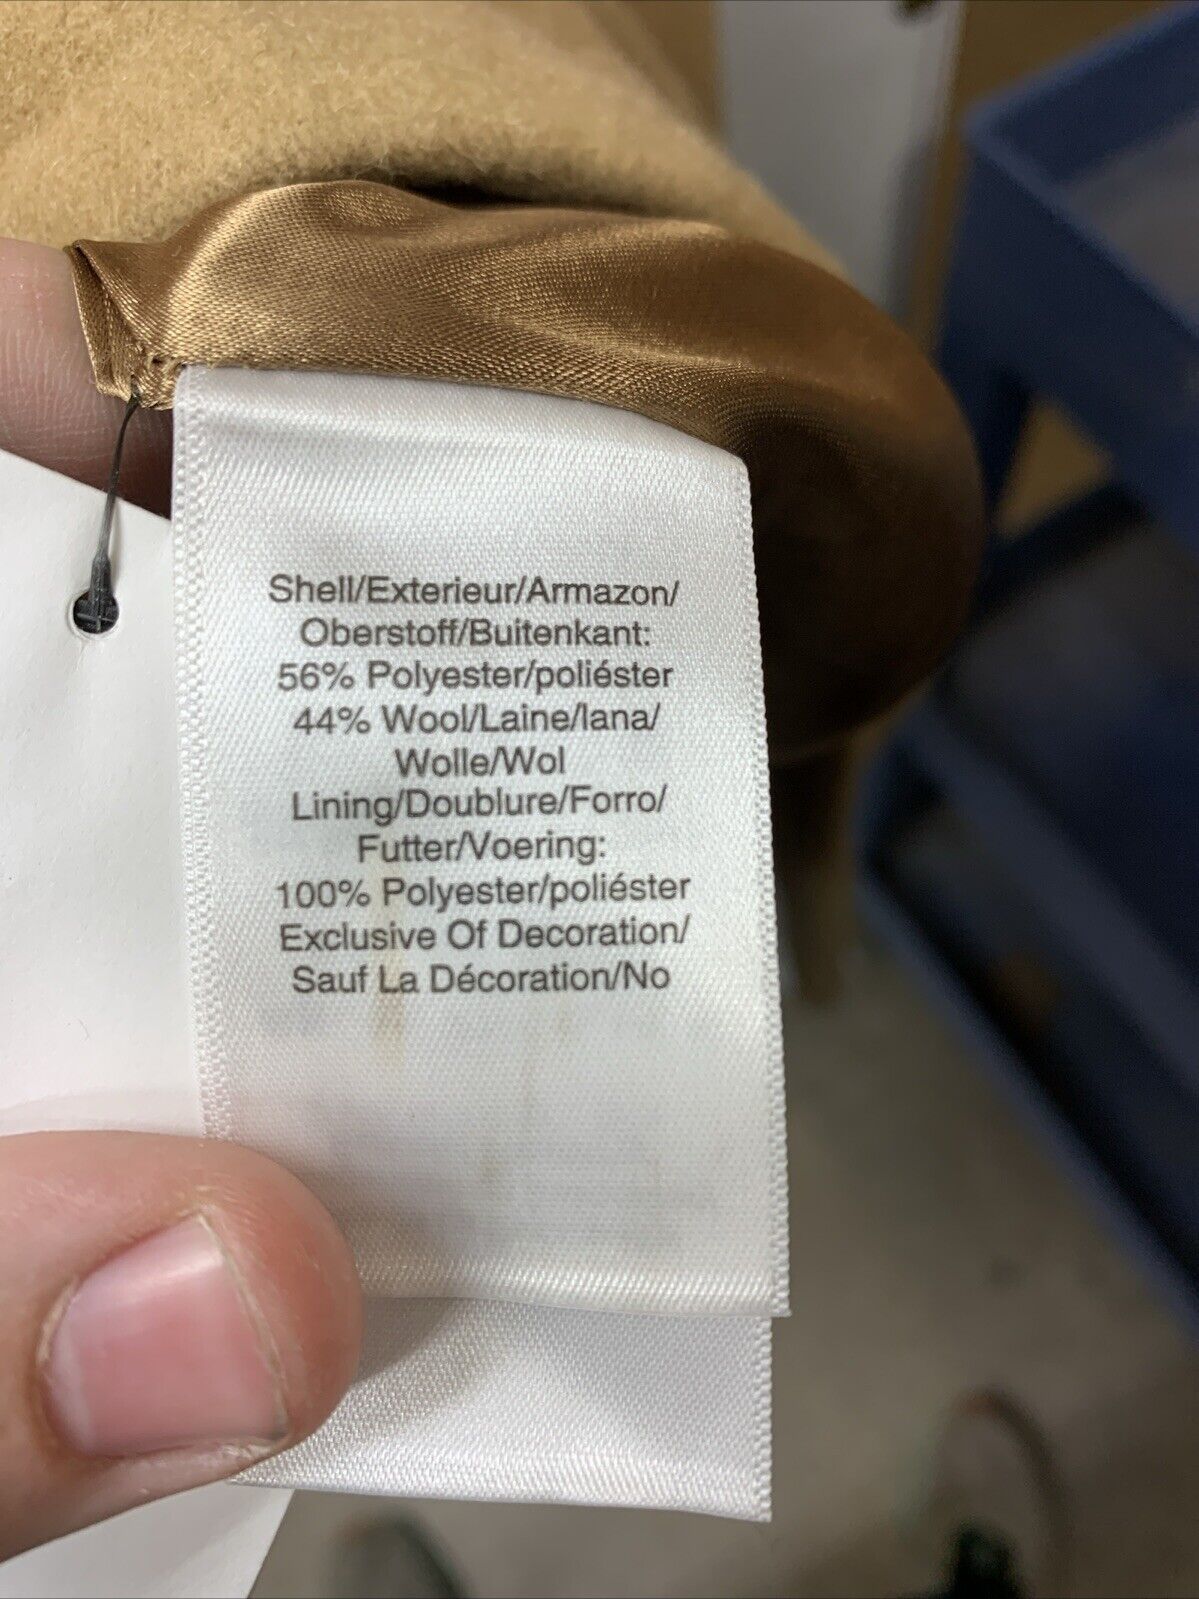 Shell/Exterieur/Armazon/
Oberstoff/Buitenkant:
56% Polyester/poliéster
44% Wool/Laine/lana/
Wolle/Wol
Lining/Doublure/Forro/
Futter/Voering:
100% Polyester/poliéster
Exclusive Of Decoration/
Sauf La Décoration/No